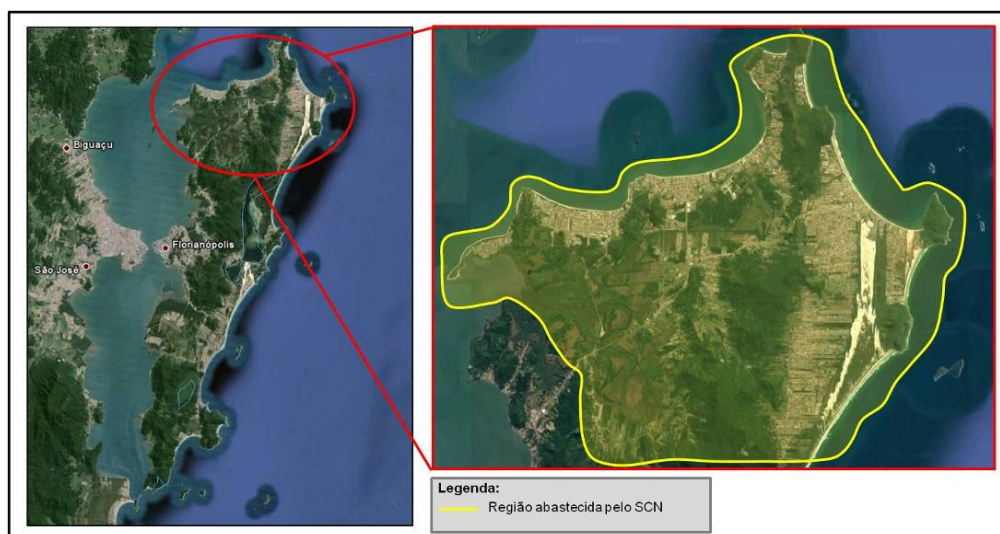 Biguaçu
Florianópolis
São José
Legenda:
Região abastecida pelo SCN